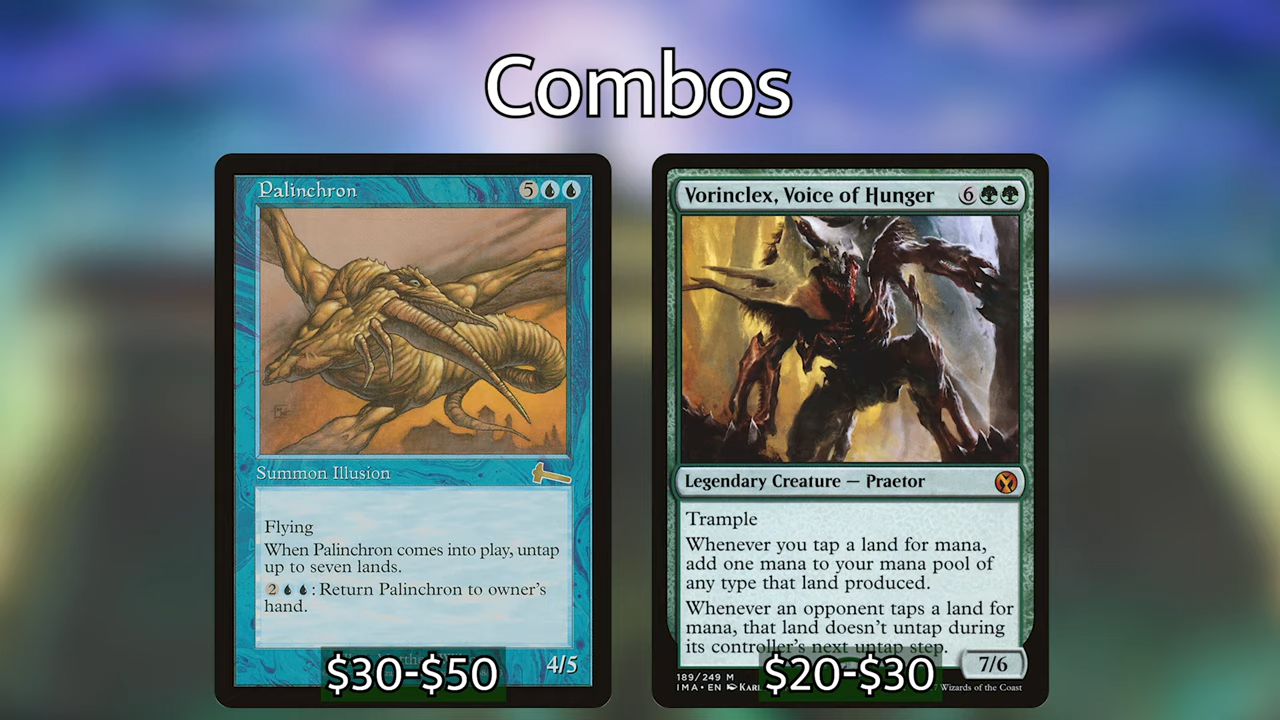 Combos
Palinchron 5
Summon Illusion
Flying
When Palinchron comes into play, untap
up to seven lands.
2 : Return Palinchron to owner's
hand.
4/5
$30-$50
Vorinclex, Voice of Hunger 6
Legendary Creature — Praetor
Trample
Whenever you tap a land for mana,
add one mana to your mana pool of
any type that land produced.
Whenever an opponent taps a land for
mana, that land doesn't untap during
its controller's next untap step.
7/6
189/249 M
IMA • EN
Wizards of the Coast
$20-$30